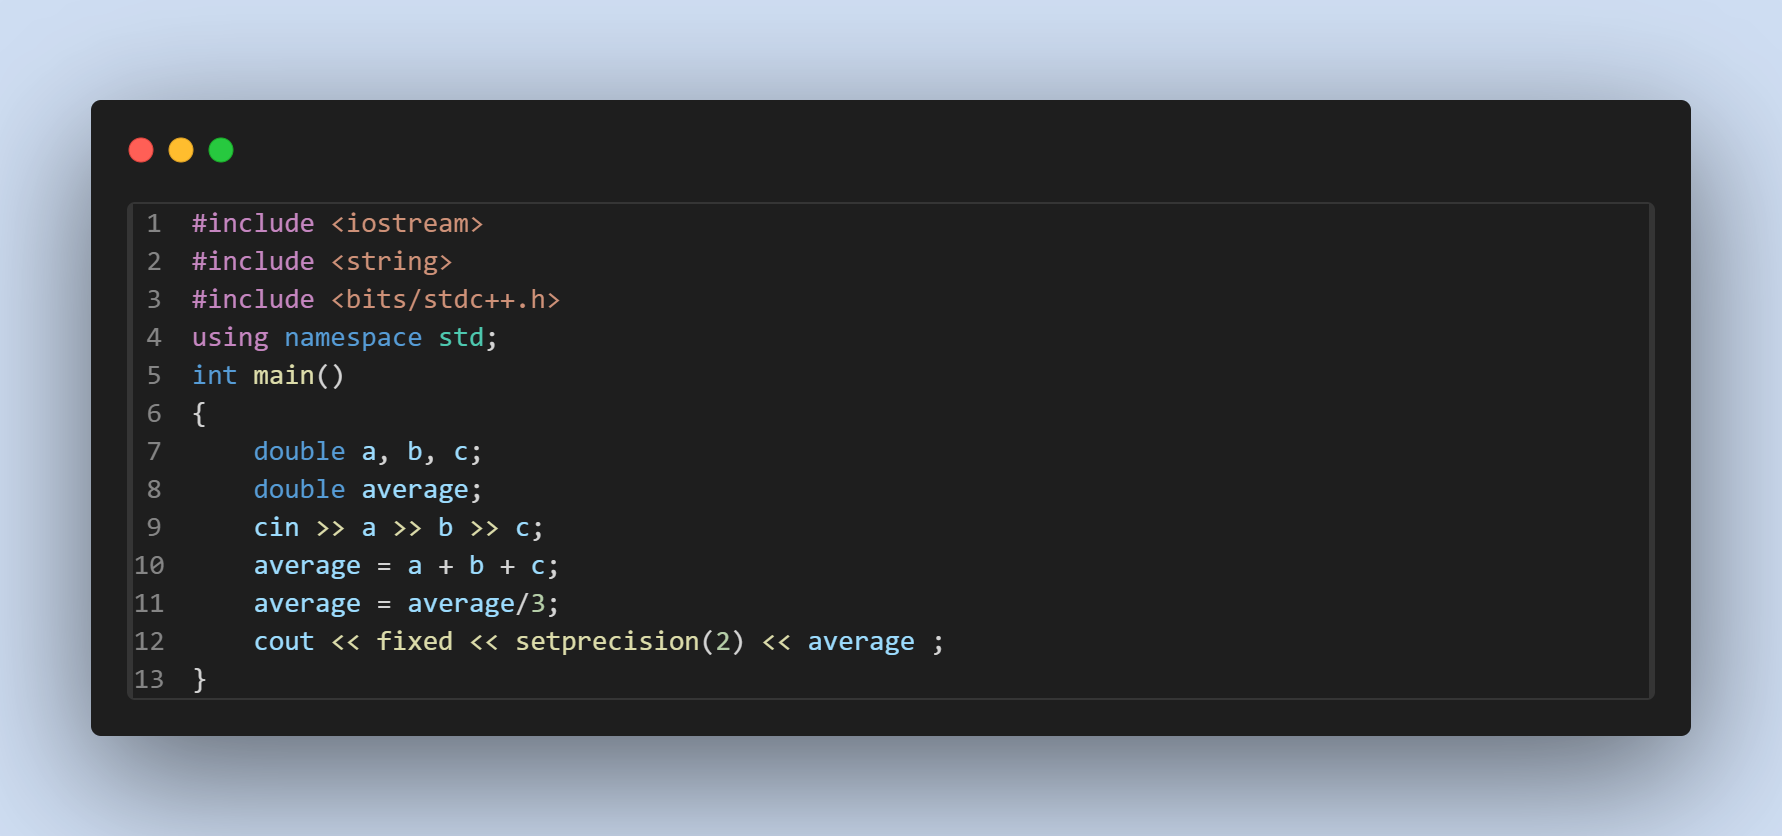 1 #include <iostream>
2 #include <string>
3 #include <bits/stdc++.h>
4 using namespace std;
5 int main()
6 {
7     double a, b, c;
8     double average;
9     cin >> a >> b >> c;
10     average = a + b + c;
11     average = average/3;
12     cout << fixed << setprecision(2) << average ;
13 }